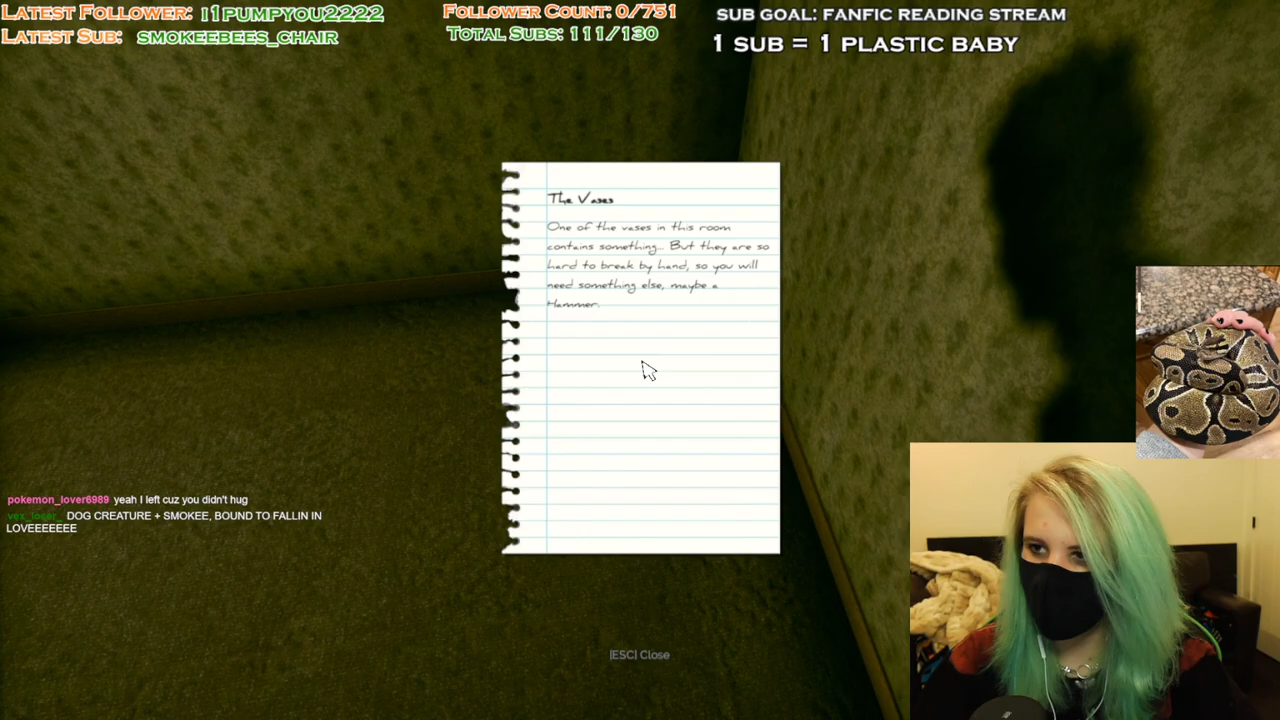 LATEST FOLLOWER: I1PUMPYOU2222
FOLLOWER COUNT: 0/751
SUB GOAL: FANFIC READING STREAM
LATEST SUB: SMOKEEBEES_CHAIR
TOTAL SUBS: 111/130
1 SUB = 1 PLASTIC BABY
The Vases
One of the vases in this room
contains something... But they are so
hard to break by hand, so you will
need something else, maybe a
Hammer.
pokemon_lover6989 yeah I left cuz you didn't hug
DOG CREATURE + SMOKEE, BOUND TO FALLIN IN
LOVEEEEEEE
[ESC] Close